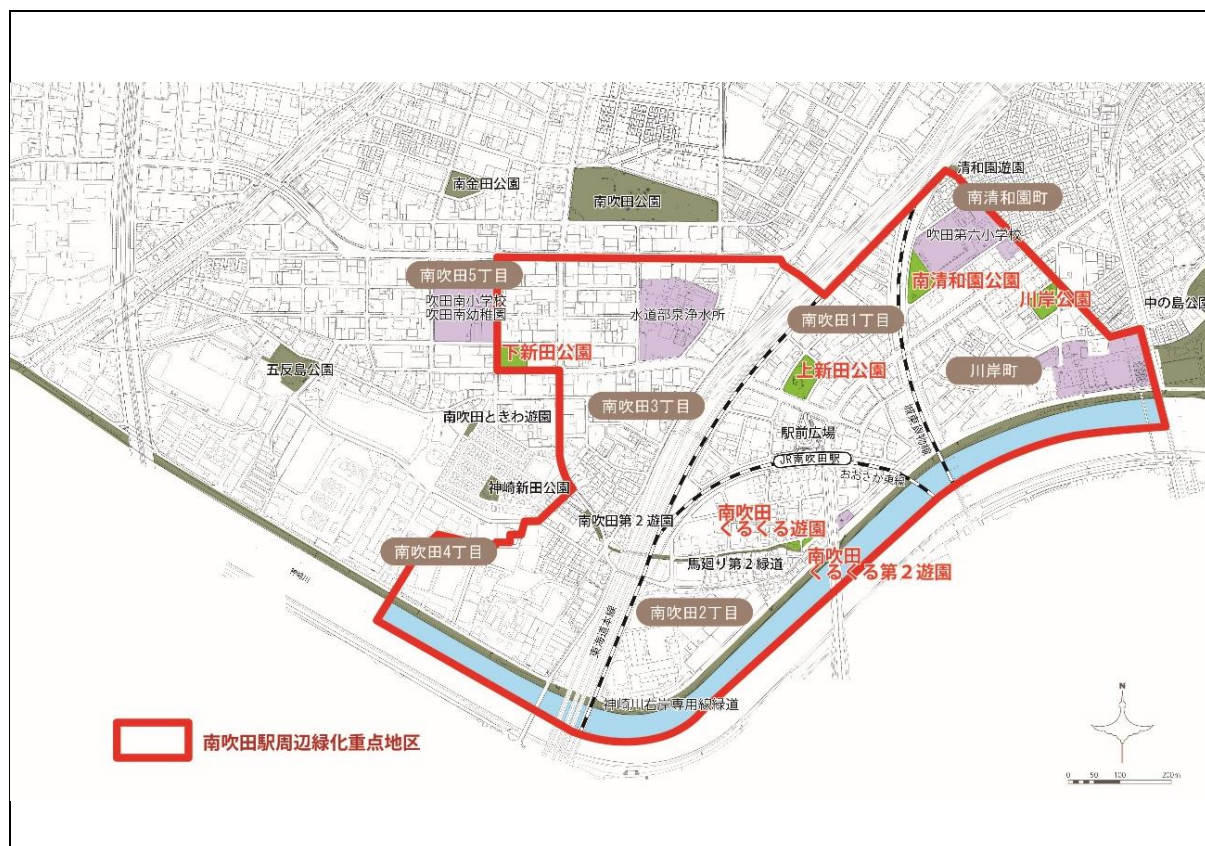 清和園遊園
南金田公園
南清和園町
南吹田公園
吹田第六小学校
南吹田5丁目
南清和園公園
吹田南小学校
吹田南幼稚園
水道部泉浄水所
南吹田1丁目
川岸公園
中の島公園
下新田公園
五反島公園
上新田公園
川岸町
南吹田3丁目
南吹田ときわ遊園
駅前広場
JR南吹田駅
おおさか東線
神崎新田公園
南吹田第2遊園
南吹田
くるくる遊園
南吹田4丁目
馬廻り第2緑道
南吹田
くるくる第2遊園
神崎川
南吹田2丁目
東海道本線
神崎川右岸専用線緑道
南吹田駅周辺緑化重点地区
N
0 50 100 200m